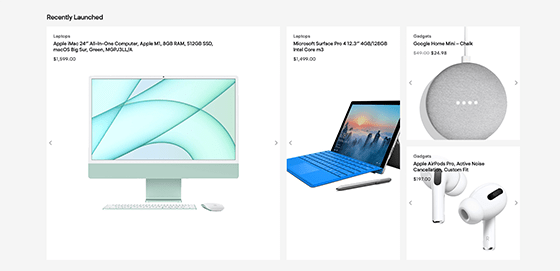 Recently Launched
Laptops
Apple iMac 24" All-In-One Computer, Apple M1, 8GB RAM, 512GB SSD,
macOS Big Sur, Green, MGPJ3LL/A
$1,599.00
Laptops
Microsoft Surface Pro 4 12.3" 4GB/128GB
Intel Core m3
$1,499.00
Gadgets
Google Home Mini – Chalk
$49.00 $24.98
Gadgets
Apple AirPods Pro, Active Noise
Cancellation, Custom Fit
$197.00